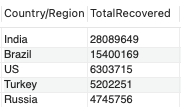 Country/Region TotalRecovered
India 28089649
Brazil 15400169
US 6303715
Turkey 5202251
Russia 4745756